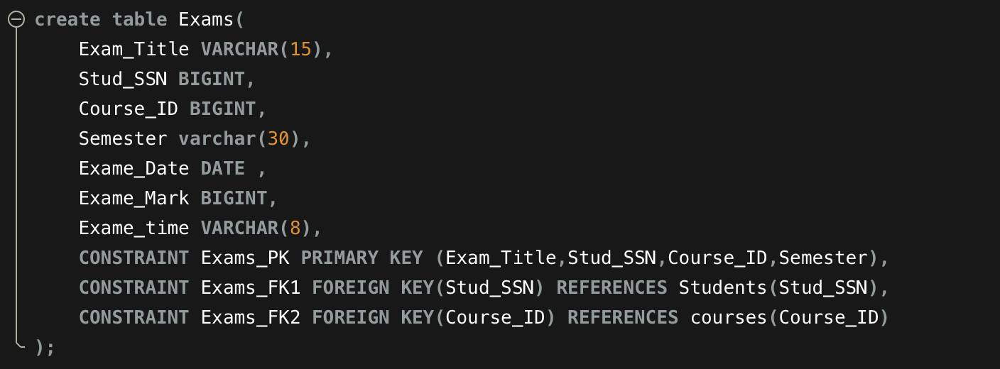 create table Exams(
Exam_Title VARCHAR(15),
Stud_SSN BIGINT,
Course_ID BIGINT,
Semester varchar(30),
Exame_Date DATE ,
Exame_Mark BIGINT,
Exame_time VARCHAR(8),
CONSTRAINT Exams_PK PRIMARY KEY (Exam_Title,Stud_SSN,Course_ID,Semester),
CONSTRAINT Exams_FK1 FOREIGN KEY(Stud_SSN) REFERENCES Students(Stud_SSN),
CONSTRAINT Exams_FK2 FOREIGN KEY(Course_ID) REFERENCES courses(Course_ID)
);